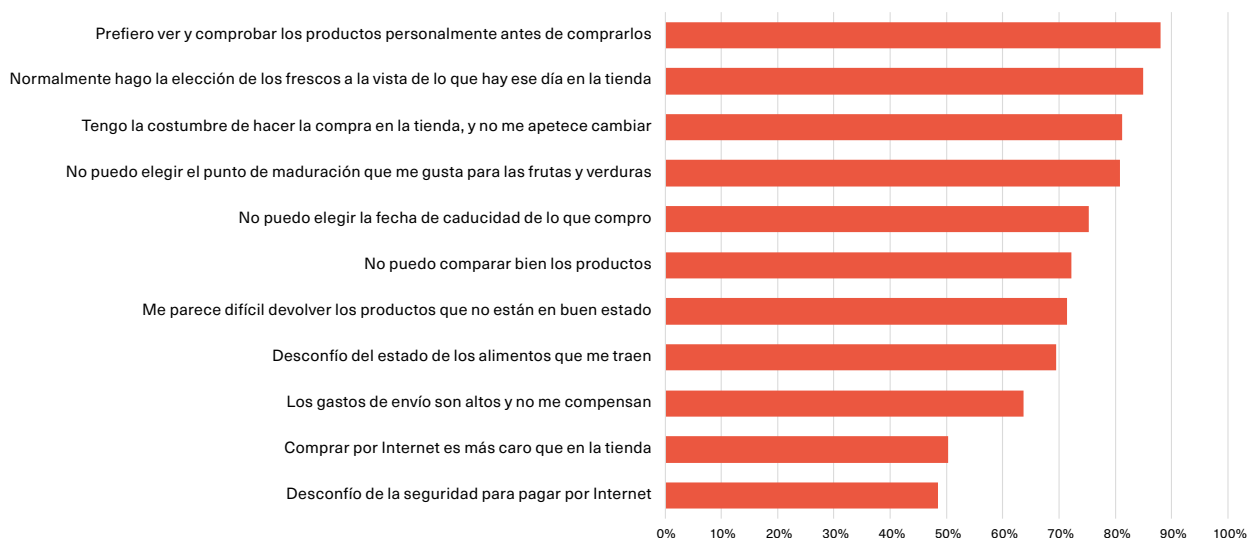 Prefiero ver y comprobar los productos personalmente antes de comprarlos
Normalmente hago la elección de los frescos a la vista de lo que hay ese día en la tienda
Tengo la costumbre de hacer la compra en la tienda, y no me apetece cambiar
No puedo elegir el punto de maduración que me gusta para las frutas y verduras
No puedo elegir la fecha de caducidad de lo que compro
No puedo comparar bien los productos
Me parece difícil devolver los productos que no están en buen estado
Desconfío del estado de los alimentos que me traen
Los gastos de envío son altos y no me compensan
Comprar por Internet es más caro que en la tienda
Desconfío de la seguridad para pagar por Internet
0% 10% 20% 30% 40% 50% 60% 70% 80% 90% 100%